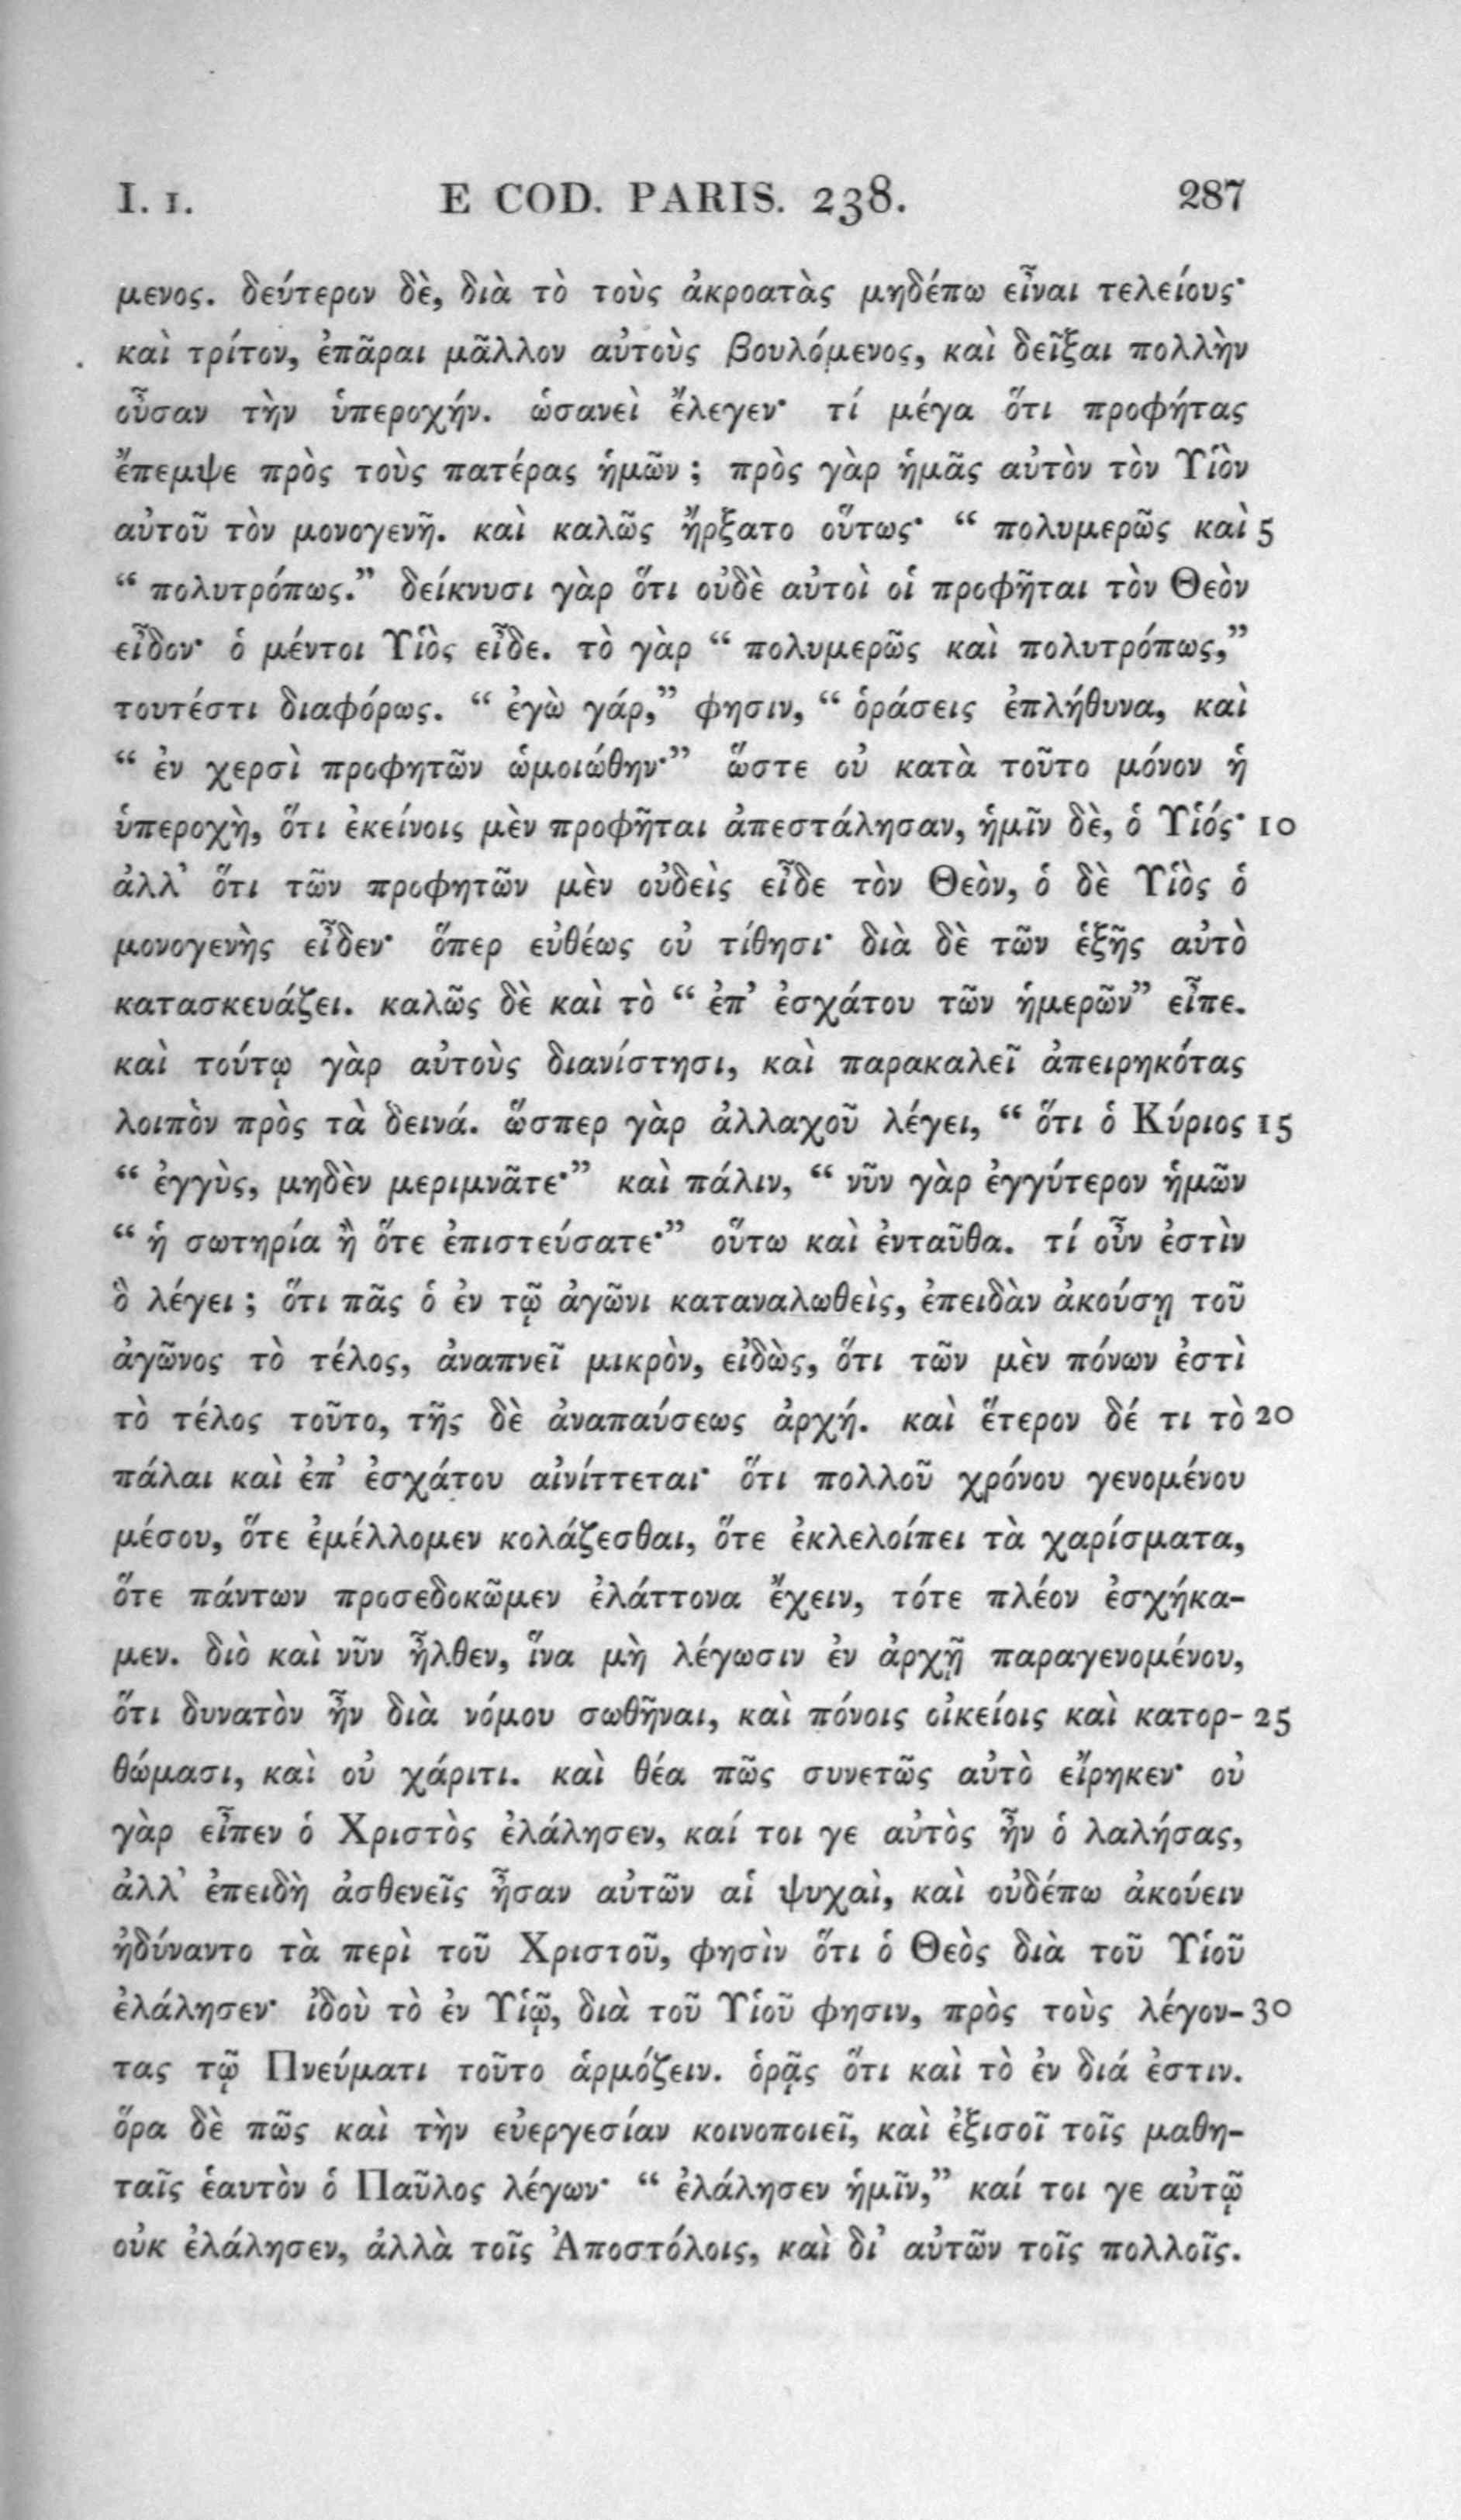 I. 1. E COD. PARIS. 238. 287
μενος. δεύτερον δὲ, διὰ τὸ τοὺς ἀκροατὰς μηδέπω εἶναι τελείους·
καὶ τρίτον, ἐπᾶραι μᾶλλον αὐτοὺς βουλόμενος, καὶ δεῖξαι πολλὴν
οὖσαν τὴν ὑπεροχήν. ὡσανεὶ ἔλεγεν· τί μέγα ὅτι προφήτας
ἔπεμψε πρὸς τοὺς πατέρας ἡμῶν ; πρὸς γὰρ ἡμᾶς αὐτὸν τὸν Υἱὸν
αὐτοῦ τὸν μονογενῆ. καὶ καλῶς ἤρξατο οὕτως· “ πολυμερῶς καὶ 5
“ πολυτρόπως.” δείκνυσι γὰρ ὅτι οὐδὲ αὐτοὶ οἱ προφῆται τὸν Θεὸν
εἶδον· ὁ μέντοι Υἱὸς εἶδε. τὸ γὰρ “ πολυμερῶς καὶ πολυτρόπως,”
τουτέστι διαφόρως. “ ἐγὼ γάρ,” φησιν, “ ὁράσεις ἐπλήθυνα, καὶ
“ ἐν χερσὶ προφητῶν ὡμοιώθην·” ὥστε οὐ κατὰ τοῦτο μόνον ἡ
ὑπεροχὴ, ὅτι ἐκείνοις μὲν προφῆται ἀπεστάλησαν, ἡμῖν δὲ, ὁ Υἱός· 10
ἀλλ’ ὅτι τῶν προφητῶν μὲν οὐδεὶς εἶδε τὸν Θεὸν, ὁ δὲ Υἱὸς ὁ
μονογενὴς εἶδεν· ὅπερ εὐθέως οὐ τίθησι· διὰ δὲ τῶν ἑξῆς αὐτὸ
κατασκευάζει. καλῶς δὲ καὶ τὸ “ ἐπ’ ἐσχάτου τῶν ἡμερῶν” εἶπε.
καὶ τούτῳ γὰρ αὐτοὺς διανίστησι, καὶ παρακαλεῖ ἀπειρηκότας
λοιπὸν πρὸς τὰ δεινά. ὥσπερ γὰρ ἀλλαχοῦ λέγει, “ ὅτι ὁ Κύριος 15
“ ἐγγὺς, μηδὲν μεριμνᾶτε·” καὶ πάλιν, “ νῦν γὰρ ἐγγύτερον ἡμῶν
“ ἡ σωτηρία ἢ ὅτε ἐπιστεύσατε·” οὕτω καὶ ἐνταῦθα. τί οὖν ἐστὶν
ὃ λέγει ; ὅτι πᾶς ὁ ἐν τῷ ἀγῶνι καταναλωθεὶς, ἐπειδὰν ἀκούσῃ τοῦ
ἀγῶνος τὸ τέλος, ἀναπνεῖ μικρὸν, εἰδὼς, ὅτι τῶν μὲν πόνων ἐστὶ
τὸ τέλος τοῦτο, τῆς δὲ ἀναπαύσεως ἀρχή. καὶ ἕτερον δέ τι τὸ 20
πάλαι καὶ ἐπ’ ἐσχάτου αἰνίττεται· ὅτι πολλοῦ χρόνου γενομένου
μέσου, ὅτε ἐμέλλομεν κολάζεσθαι, ὅτε ἐκλελοίπει τὰ χαρίσματα,
ὅτε πάντων προσεδοκῶμεν ἐλάττονα ἔχειν, τότε πλέον ἐσχήκα-
μεν. διὸ καὶ νῦν ἦλθεν, ἵνα μὴ λέγωσιν ἐν ἀρχῇ παραγενομένου,
ὅτι δυνατὸν ἦν διὰ νόμου σωθῆναι, καὶ πόνοις οἰκείοις καὶ κατορ- 25
θώμασι, καὶ οὐ χάριτι. καὶ θέα πῶς συνετῶς αὐτὸ εἴρηκεν· οὐ
γὰρ εἶπεν ὁ Χριστὸς ἐλάλησεν, καί τοι γε αὐτὸς ἦν ὁ λαλήσας,
ἀλλ’ ἐπειδὴ ἀσθενεῖς ἦσαν αὐτῶν αἱ ψυχαὶ, καὶ οὐδέπω ἀκούειν
ἠδύναντο τὰ περὶ τοῦ Χριστοῦ, φησὶν ὅτι ὁ Θεὸς διὰ τοῦ Υἱοῦ
ἐλάλησεν· ἰδοὺ τὸ ἐν Υἱῷ, διὰ τοῦ Υἱοῦ φησιν, πρὸς τοὺς λέγον- 30
τας τῷ Πνεύματι τοῦτο ἁρμόζειν. ὁρᾷς ὅτι καὶ τὸ ἐν διά ἐστιν.
ὅρα δὲ πῶς καὶ τὴν εὐεργεσίαν κοινοποιεῖ, καὶ ἐξισοῖ τοῖς μαθη-
ταῖς ἑαυτὸν ὁ Παῦλος λέγων· “ ἐλάλησεν ἡμῖν,” καί τοι γε αὐτῷ
οὐκ ἐλάλησεν, ἀλλὰ τοῖς Ἀποστόλοις, καὶ δι’ αὐτῶν τοῖς πολλοῖς.